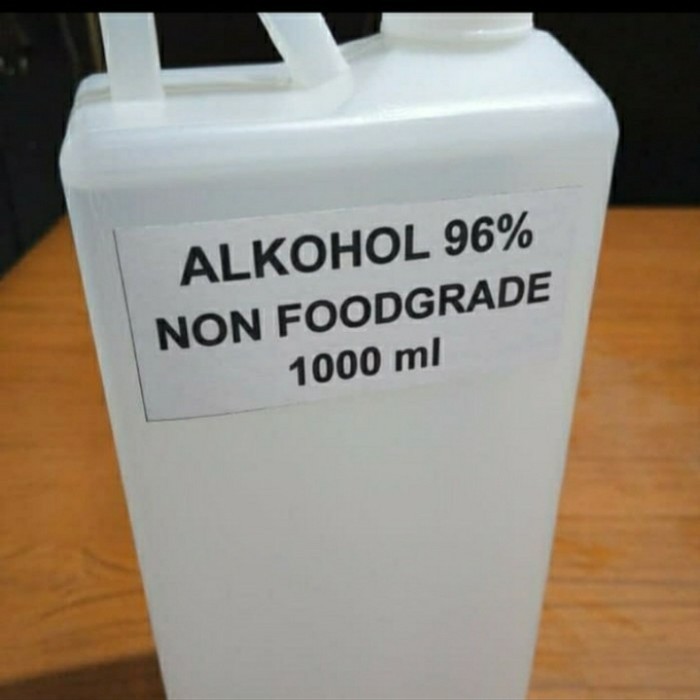 ALKOHOL 96%
NON FOODGRADE
1000 ml